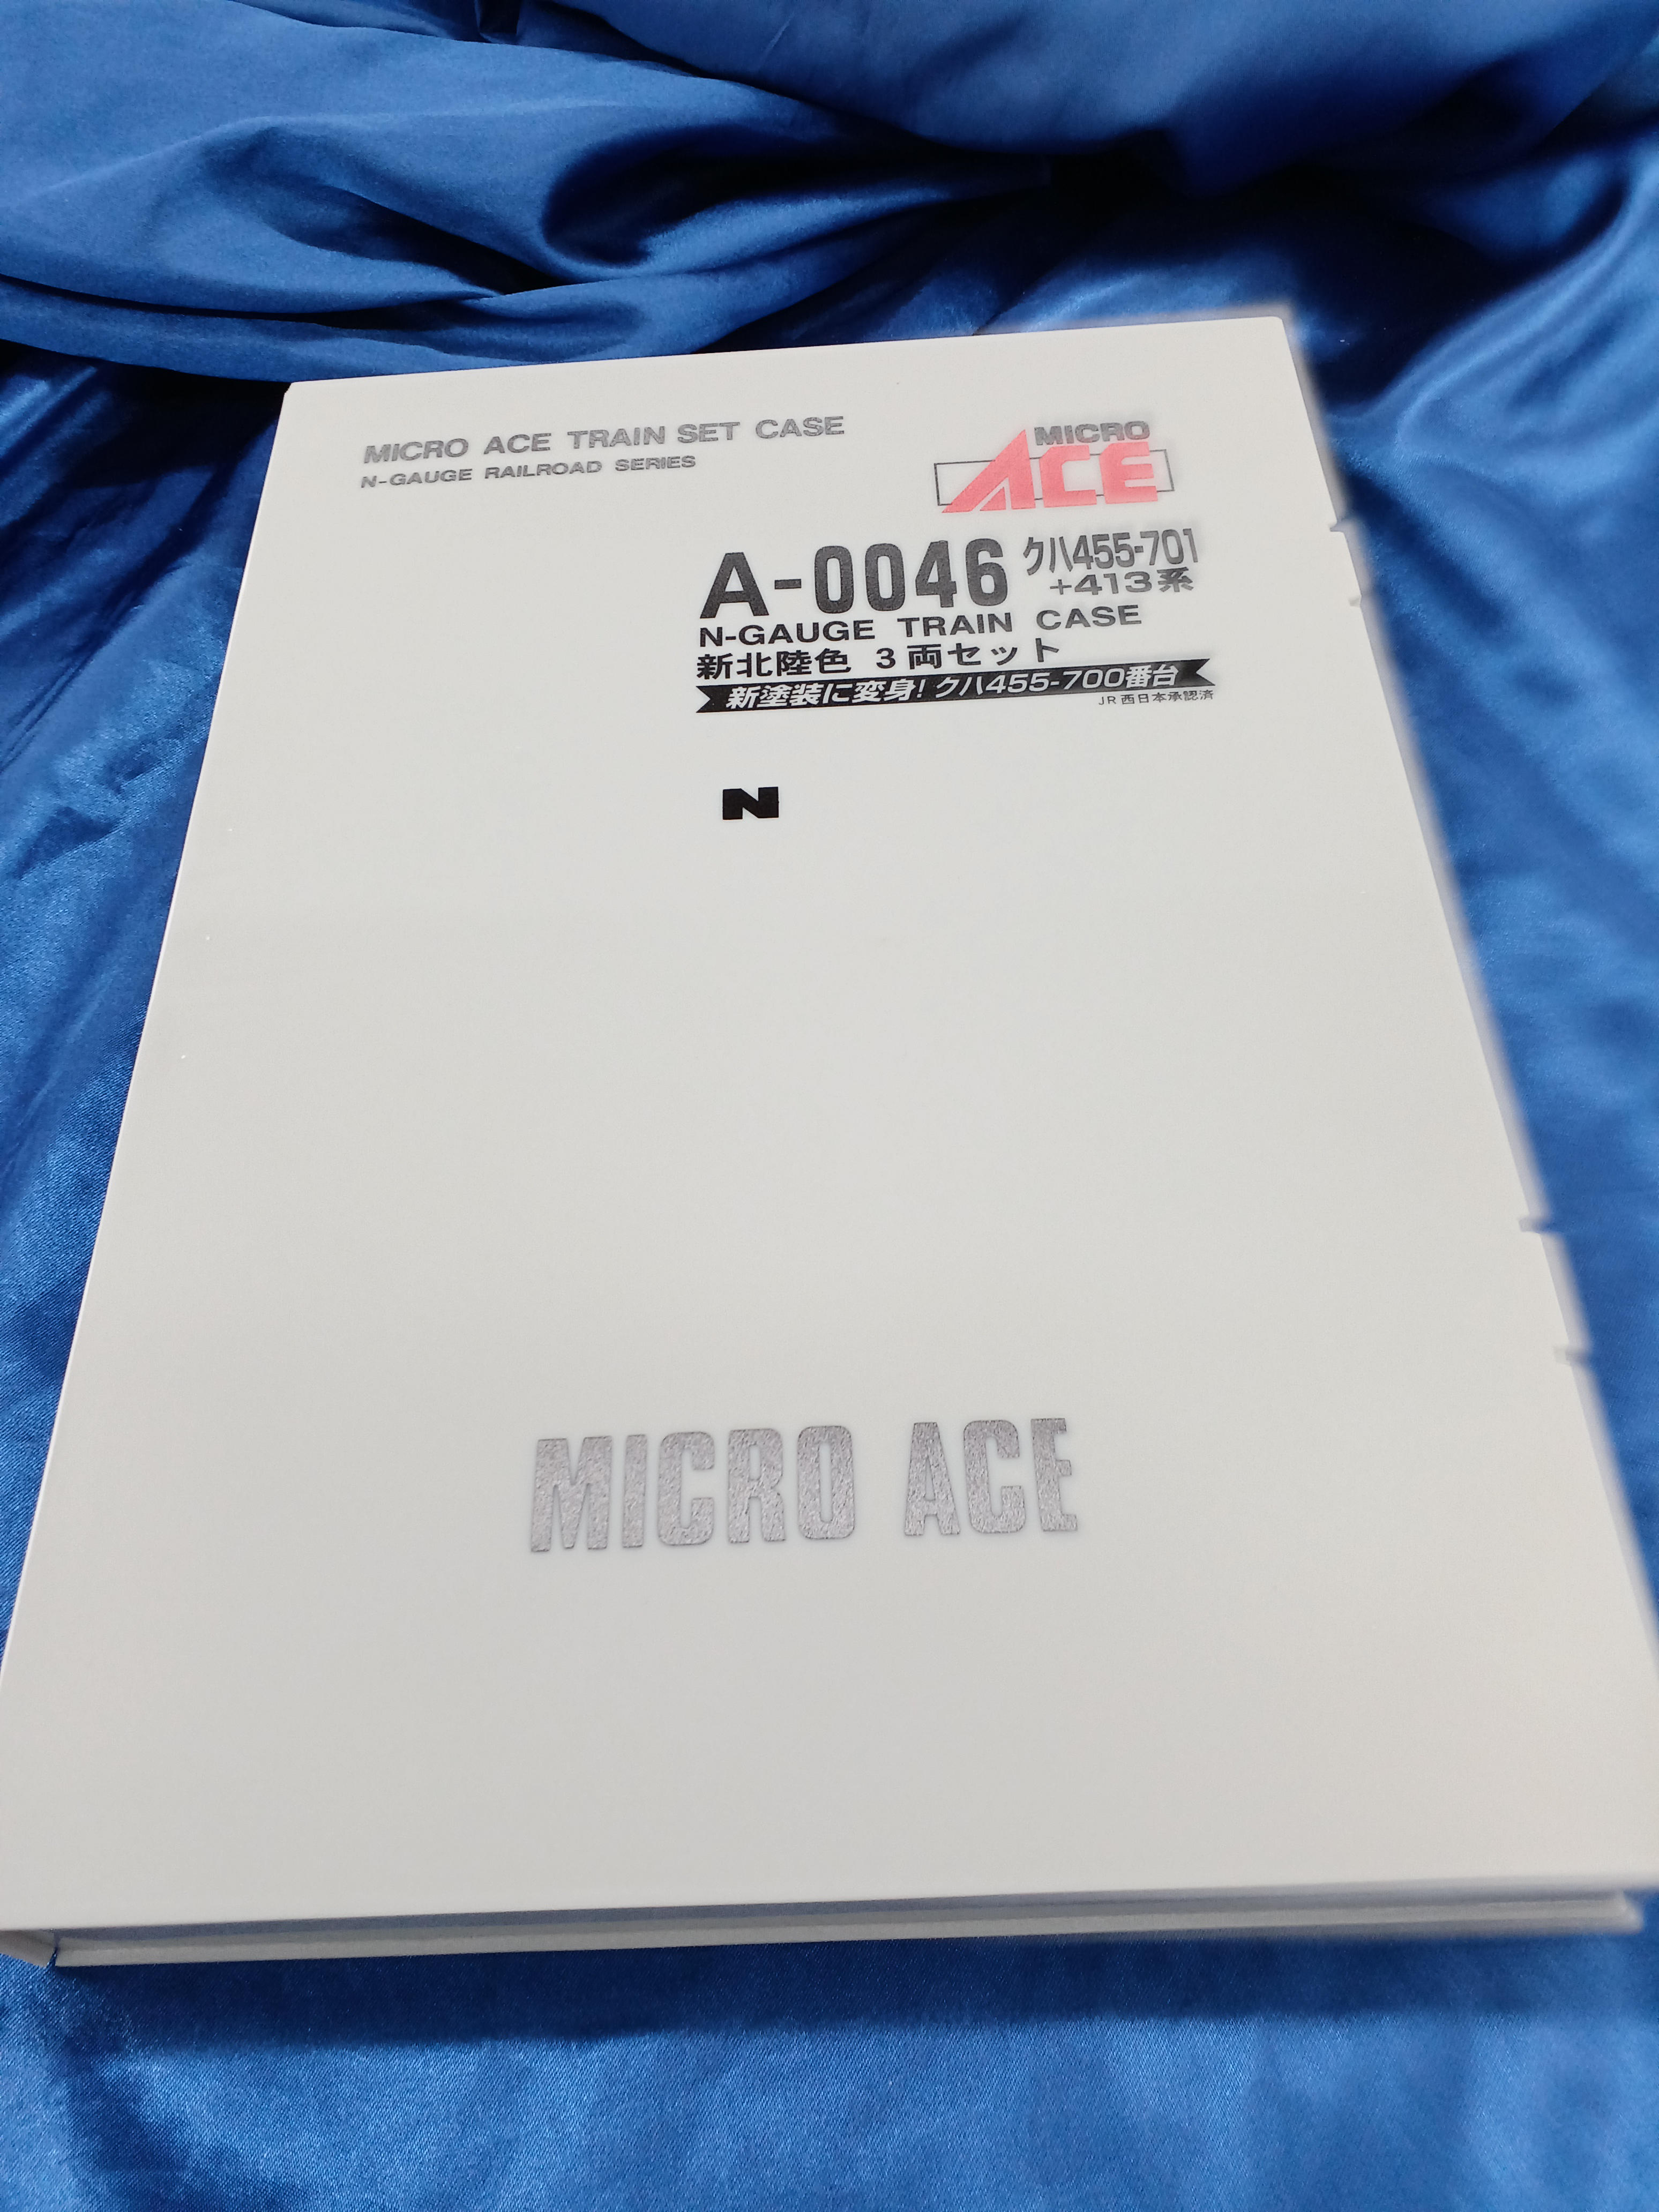 MICRO ACE TRAIN SET CASE
N-GAUGE RAILROAD SERIES
MICRO
ACE
A-0046 クハ455-701
+413系
N-GAUGE TRAIN CASE
新北陸色 3両セット
新塗装に変身! クハ455-700番台
JR西日本承認済
N
MICRO ACE